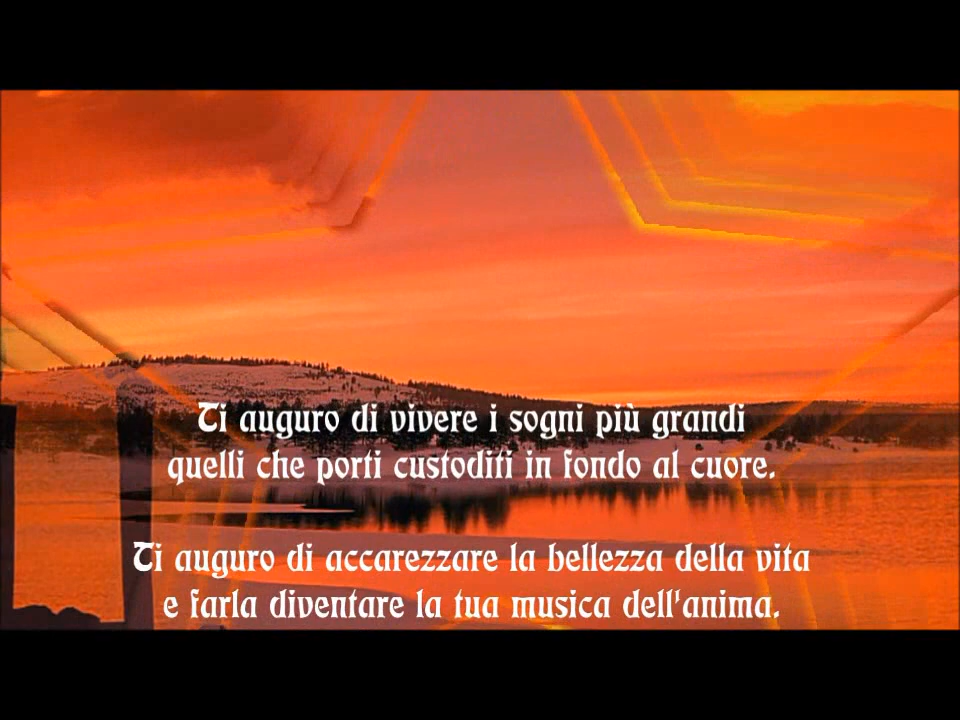 Ti auguro di vivere i sogni più grandi
quelli che porti custoditi in fondo al cuore.
Ti auguro di accarezzare la bellezza della vita
e farla diventare la tua musica dell'anima.